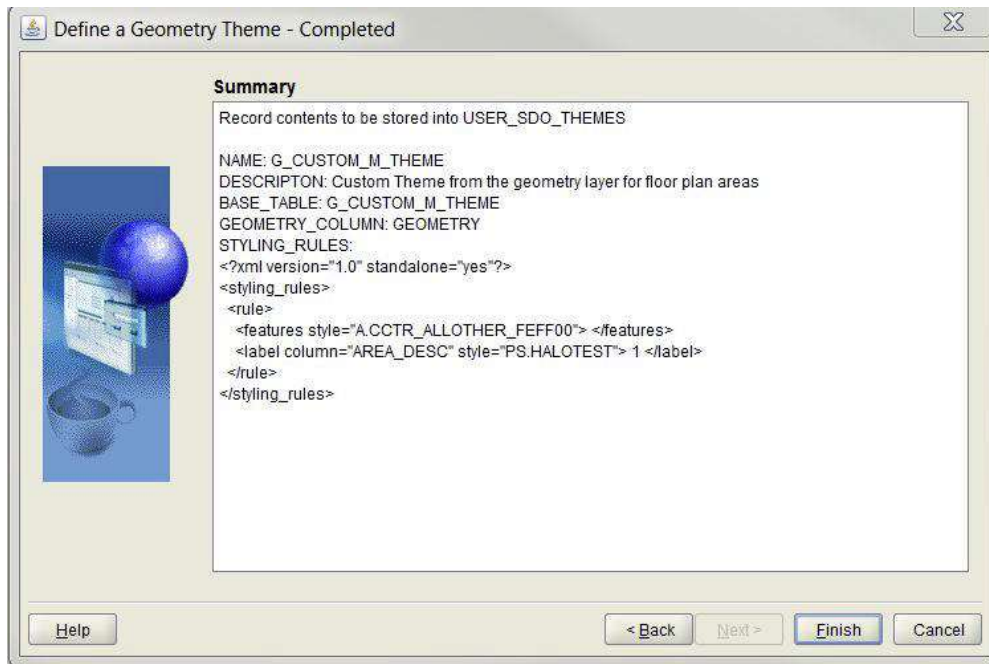 Define a Geometry Theme - Completed
Summary
Record contents to be stored into USER_SDO_THEMES
NAME: G_CUSTOM_M_THEME
DESCRIPTON: Custom Theme from the geometry layer for floor plan areas
BASE_TABLE: G_CUSTOM_M_THEME
GEOMETRY_COLUMN: GEOMETRY
STYLING_RULES:
<?xml version="1.0" standalone="yes"?>
<styling_rules>
<rule>
<features style="A.CCTR_ALLOTHER_FEFF00"> </features>
<label column="AREA_DESC" style="PS.HALOTEST"> 1 </label>
</rule>
</styling_rules>
Help
< Back
Next >
Finish
Cancel